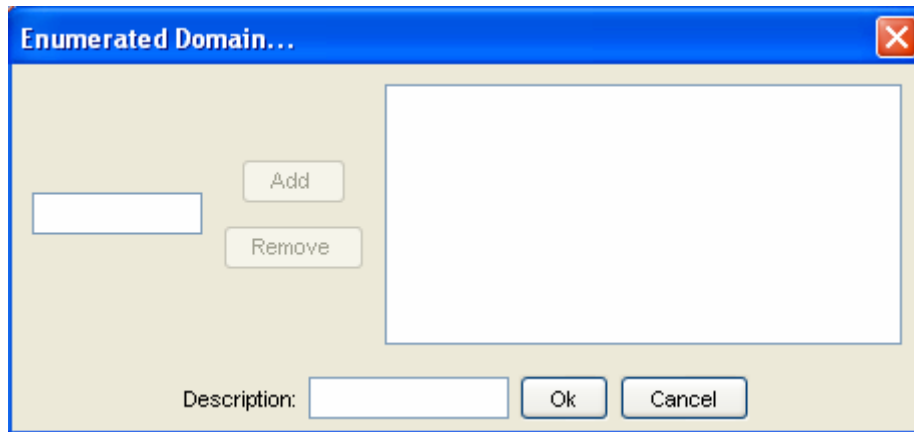 Enumerated Domain...
Add
Remove
Description:
Ok
Cancel